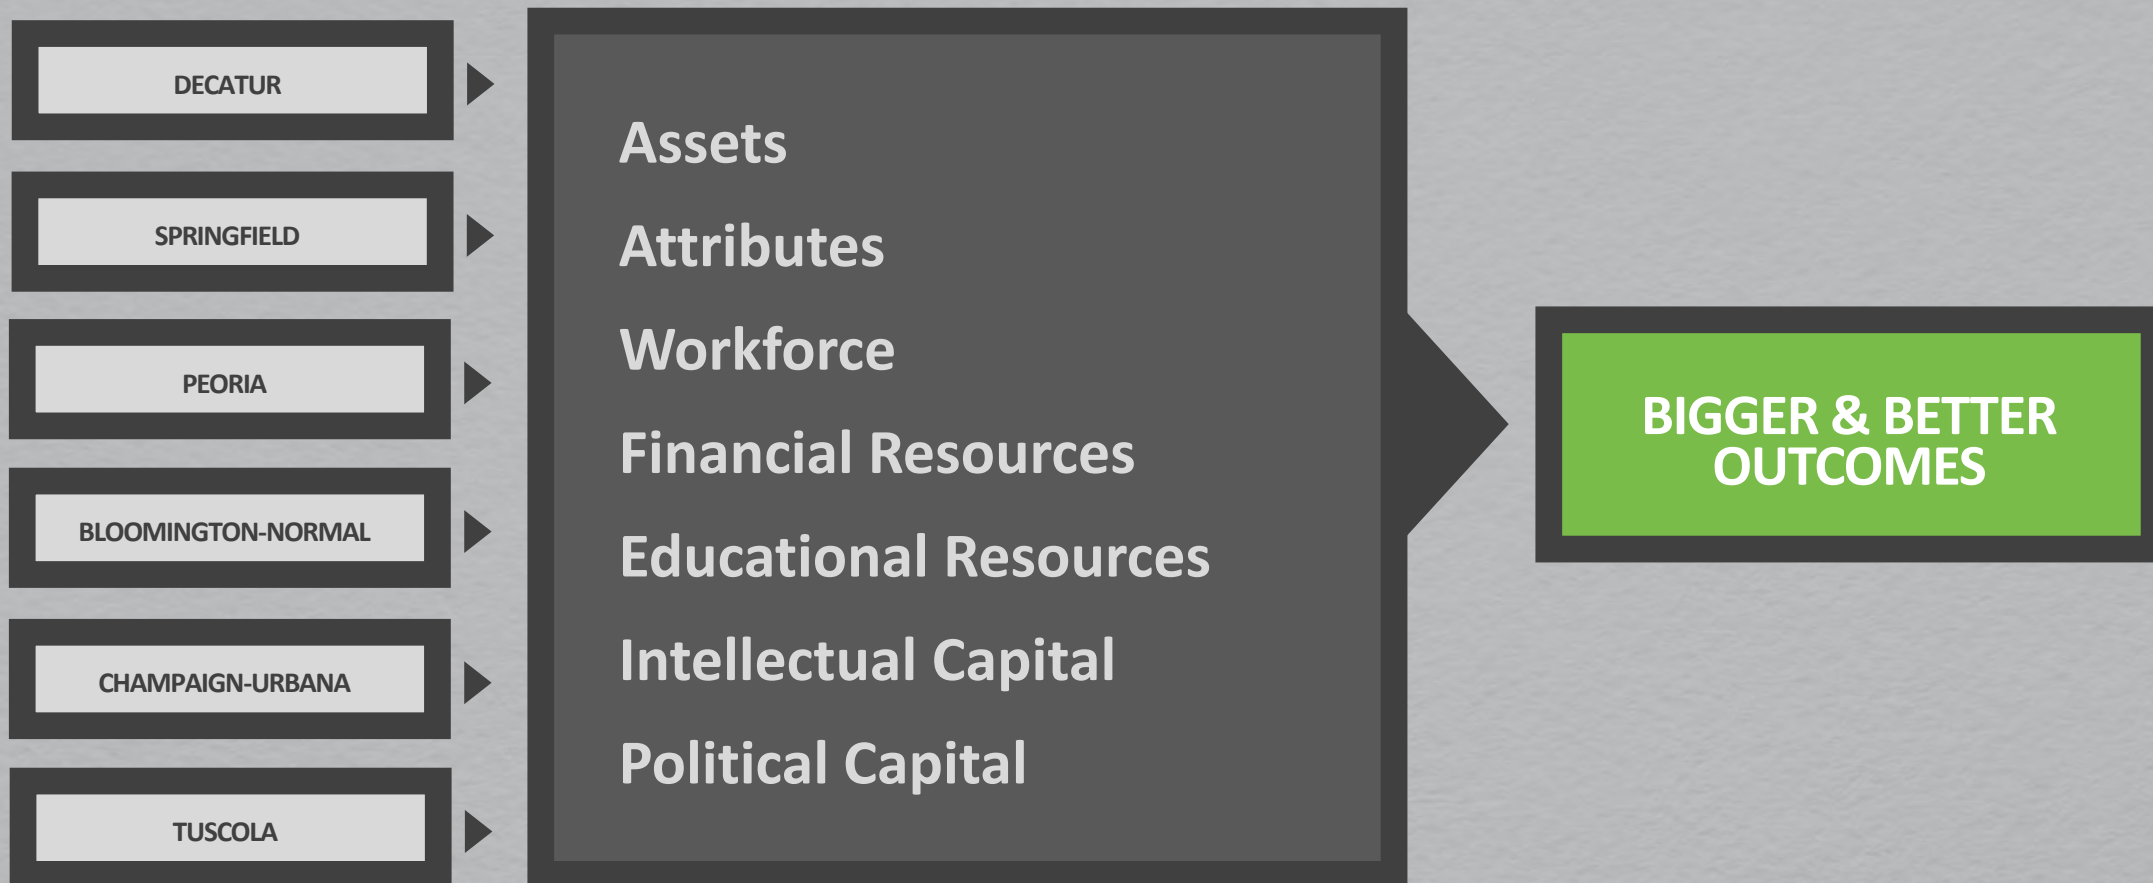 DECATUR
SPRINGFIELD
PEORIA
BLOOMINGTON-NORMAL
CHAMPAIGN-URBANA
TUSCOLA
Assets
Attributes
Workforce
Financial Resources
Educational Resources
Intellectual Capital
Political Capital
BIGGER & BETTER
OUTCOMES